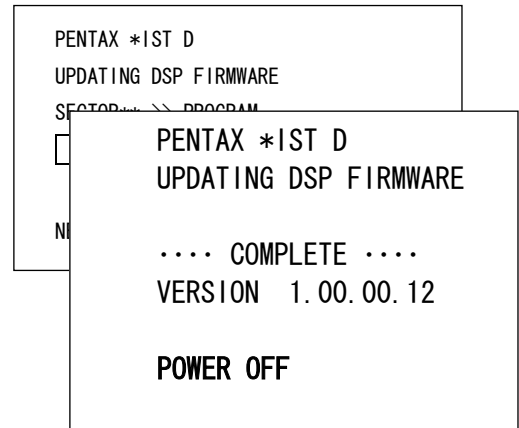 PENTAX *IST D
UPDATING DSP FIRMWARE
PENTAX *IST D
UPDATING DSP FIRMWARE
···· COMPLETE ····
VERSION 1.00.00.12
POWER OFF